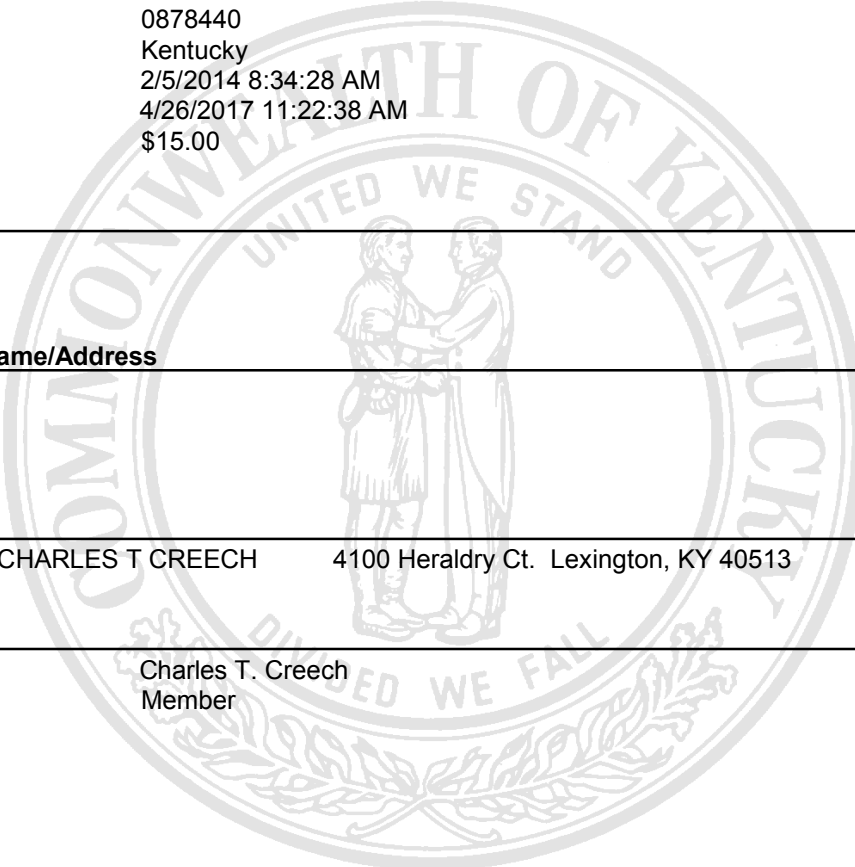 0878440
Kentucky
2/5/2014 8:34:28 AM
4/26/2017 11:22:38 AM
$15.00
COMMONWEALTH OF KENTUCKY
UNITED WE STAND
ame/Address
CHARLES T CREECH 4100 Heraldry Ct. Lexington, KY 40513
DIVIDED WE FALL
Charles T. Creech
Member